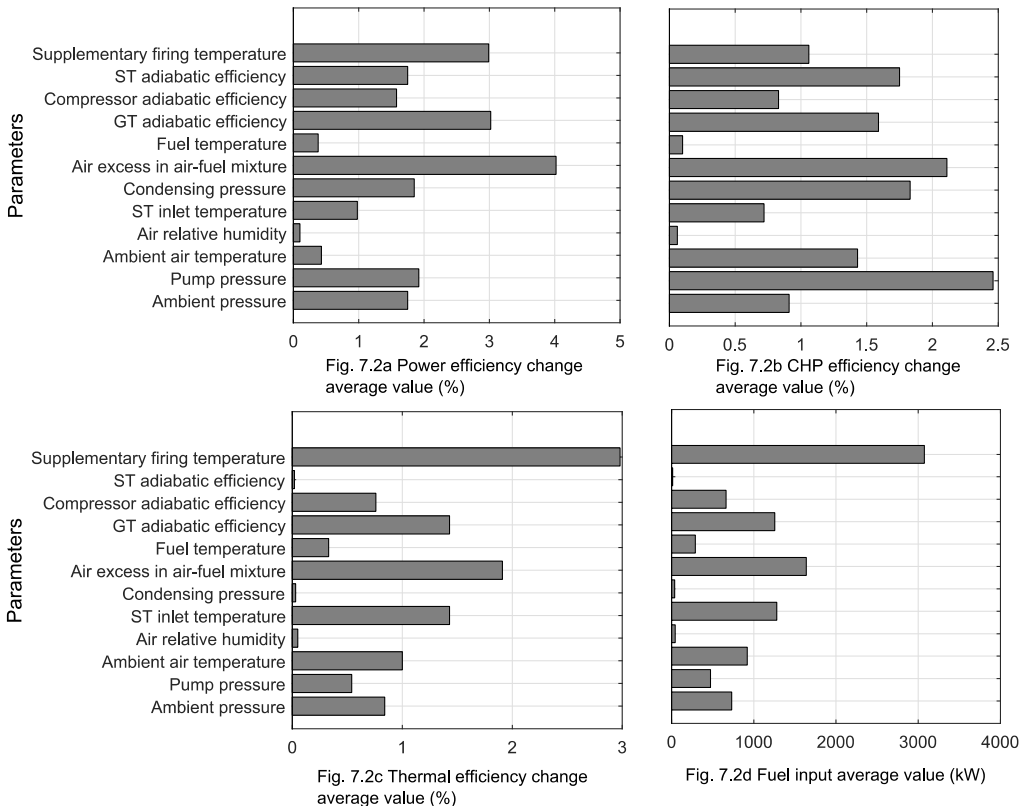 Parameters
Supplementary firing temperature
ST adiabatic efficiency
Compressor adiabatic efficiency
GT adiabatic efficiency
Fuel temperature
Air excess in air-fuel mixture
Condensing pressure
ST inlet temperature
Air relative humidity
Ambient air temperature
Pump pressure
Ambient pressure
0 1 2 3 4 5
Fig. 7.2a Power efficiency change
average value (%)
0 0.5 1 1.5 2 2.5
Fig. 7.2b CHP efficiency change
average value (%)
Parameters
Supplementary firing temperature
ST adiabatic efficiency
Compressor adiabatic efficiency
GT adiabatic efficiency
Fuel temperature
Air excess in air-fuel mixture
Condensing pressure
ST inlet temperature
Air relative humidity
Ambient air temperature
Pump pressure
Ambient pressure
0 1 2 3
Fig. 7.2c Thermal efficiency change
average value (%)
0 1000 2000 3000 4000
Fig. 7.2d Fuel input average value (kW)